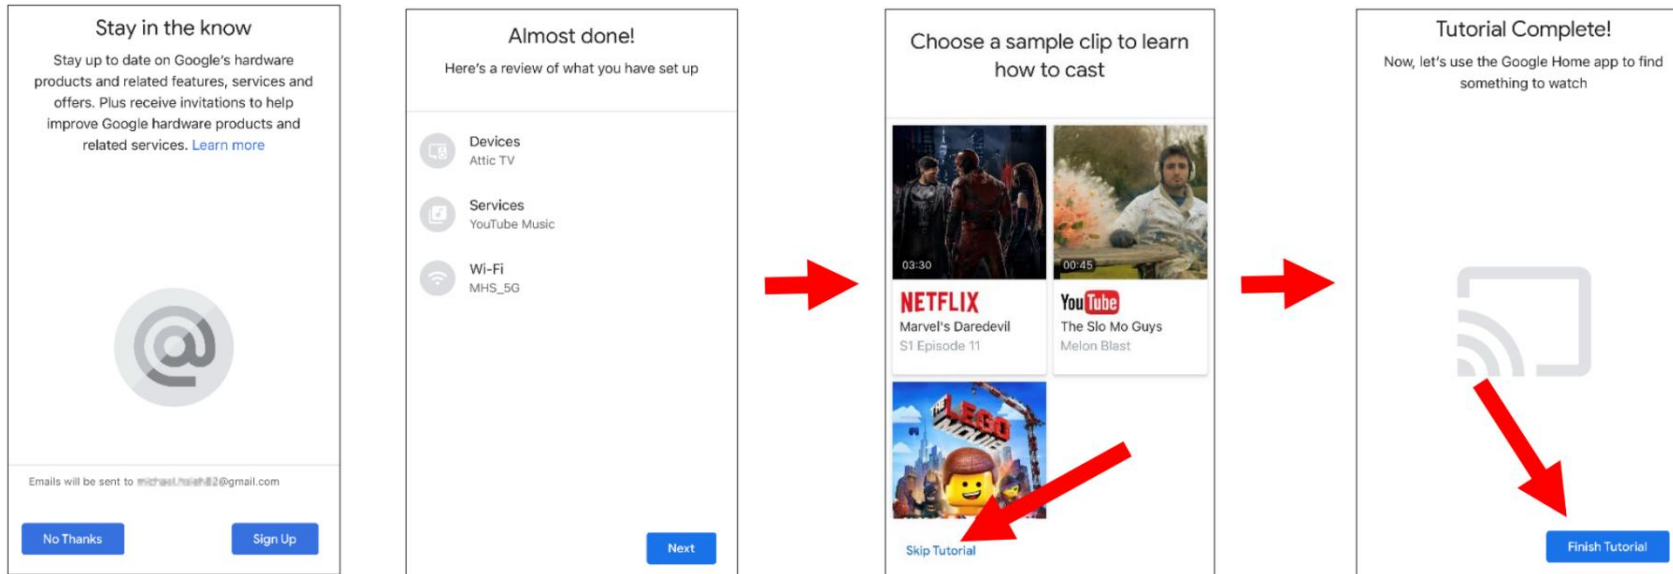 Stay in the know
Stay up to date on Google's hardware
products and related features, services and
offers. Plus receive invitations to help
improve Google hardware products and
related services. Learn more
Emails will be sent to @gmail.com
No Thanks
Sign Up
Almost done!
Here's a review of what you have set up
Devices
Attic TV
Services
YouTube Music
Wi-Fi
MHS_5G
Next
Choose a sample clip to learn
how to cast
03:30
NETFLIX
Marvel's Daredevil
S1 Episode 11
00:45
YouTube
The Slo Mo Guys
Melon Blast
THE LEGO MOVIE
Skip Tutorial
Tutorial Complete!
Now, let's use the Google Home app to find
something to watch
Finish Tutorial